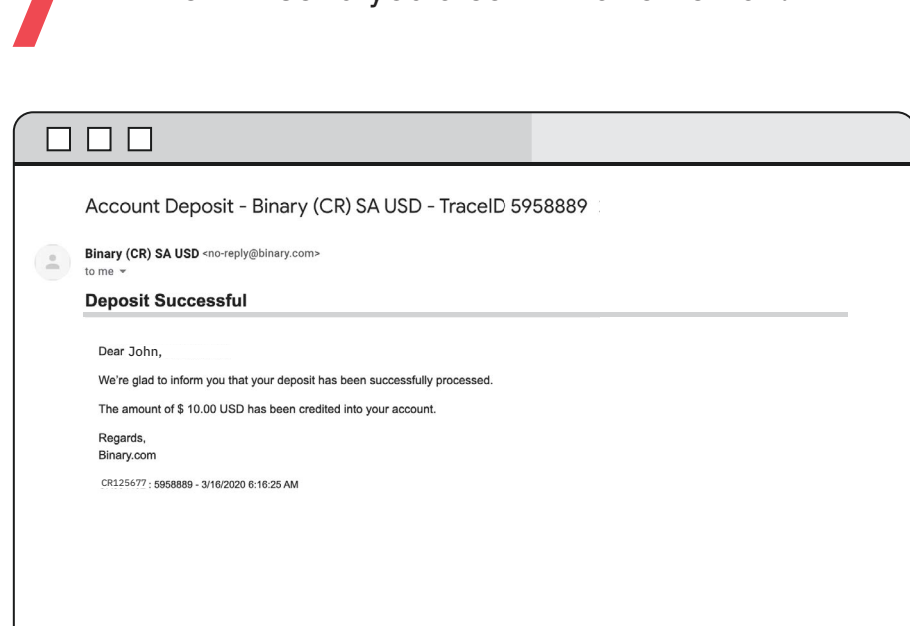 Account Deposit - Binary (CR) SA USD - TraceID 5958889
Binary (CR) SA USD <no-reply@binary.com>
to me
Deposit Successful
Dear John,
We're glad to inform you that your deposit has been successfully processed.
The amount of $ 10.00 USD has been credited into your account.
Regards,
Binary.com
CR125677 : 5958889 - 3/16/2020 6:16:25 AM